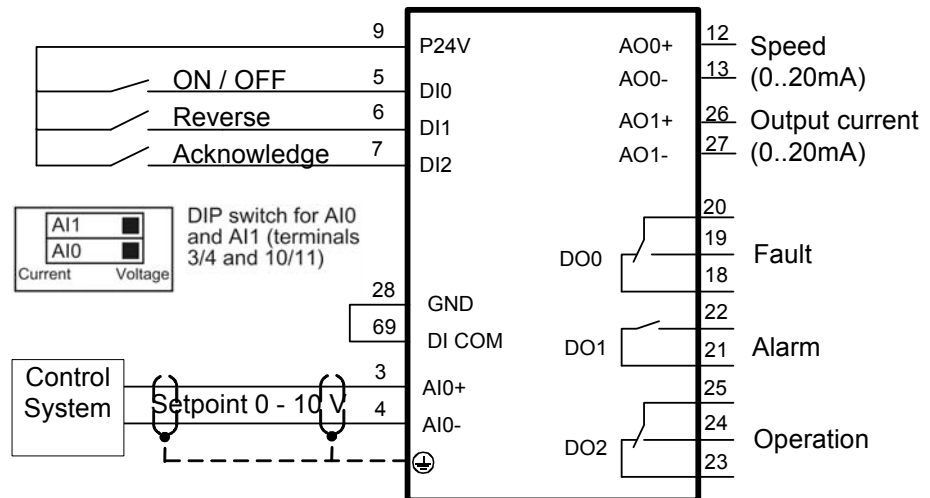 9 P24V AO0+ 12 Speed
5 ON / OFF DI0 AO0- 13 (0..20mA)
6 Reverse DI1 AO1+ 26 Output current
7 Acknowledge DI2 AO1- 27 (0..20mA)
AI1
AI0
Current Voltage
DIP switch for AI0
and AI1 (terminals
3/4 and 10/11)
20
DO0 19 Fault
18
28 GND
69 DI COM
22
DO1 21 Alarm
Control
System
3 AI0+
Setpoint 0 - 10 V
4 AI0-
25
DO2 24 Operation
23